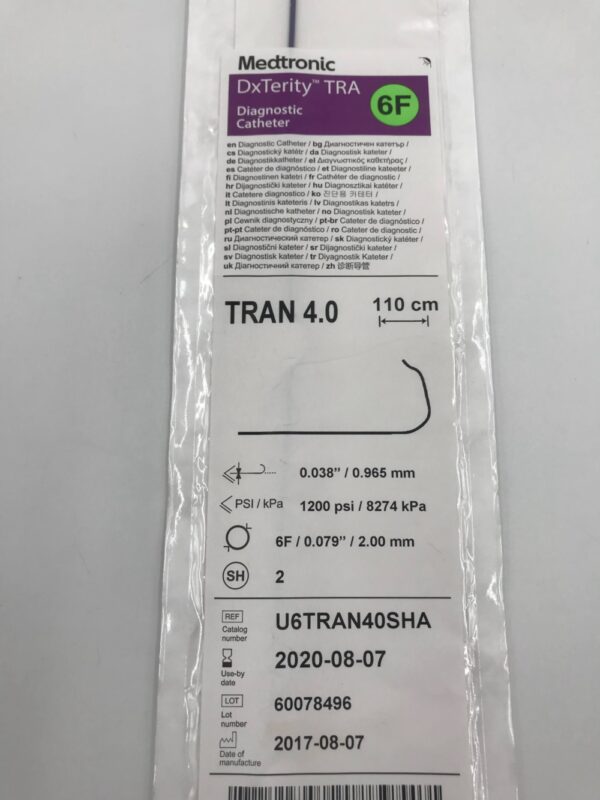 Medtronic
DxTerity™ TRA
6F
Diagnostic
Catheter
en Diagnostic Catheter / bg Диагностичен катетър /
cs Diagnostický katétr / da Diagnostisk kateter /
de Diagnostikkatheter / el Διαγνωστικός καθετήρας /
es Catéter de diagnóstico / et Diagnostiline kateeter /
fi Diagnostinen katetri / fr Cathéter de diagnostic /
hr Dijagnostički kateter / hu Diagnosztikai katéter /
it Catetere diagnostico / ko 진단용 카테터 /
lt Diagnostinis kateteris / lv Diagnostikas katetrs /
nl Diagnostische katheter / no Diagnostisk kateter /
pl Cewnik diagnostyczny / pt-br Cateter de diagnóstico /
pt-pt Cateter de diagnóstico / ro Cateter de diagnostic /
ru Диагностический катетер / sk Diagnostický katéter /
sl Diagnostični kateter / sr Dijagnostički kateter /
sv Diagnostisk kateter / tr Diyagnostik Kateter /
uk Діагностичний катетер / zh 诊断导管
TRAN 4.0
110 cm
0.038" / 0.965 mm
PSI / kPa
1200 psi / 8274 kPa
6F / 0.079" / 2.00 mm
SH
2
REF
Catalog
number
U6TRAN40SHA
Use-by
date
2020-08-07
LOT
Lot
number
60078496
Date of
manufacture
2017-08-07